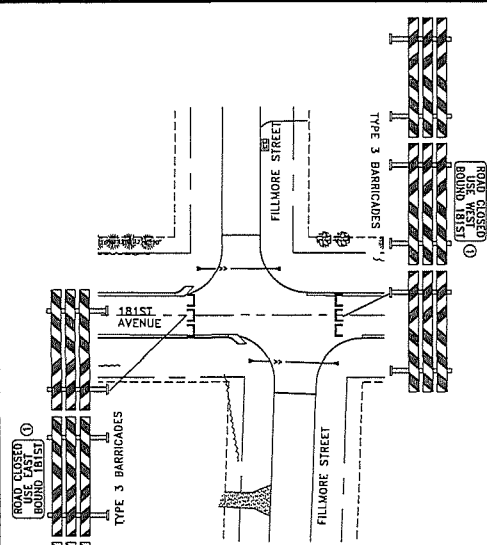 FILLMORE STREET
TYPE 3 BARRICADES
ROAD CLOSED
USE WEST
BOUND 181ST
1
181ST
AVENUE
1
ROAD CLOSED
USE EAST
BOUND 181ST
TYPE 3 BARRICADES
FILLMORE STREET